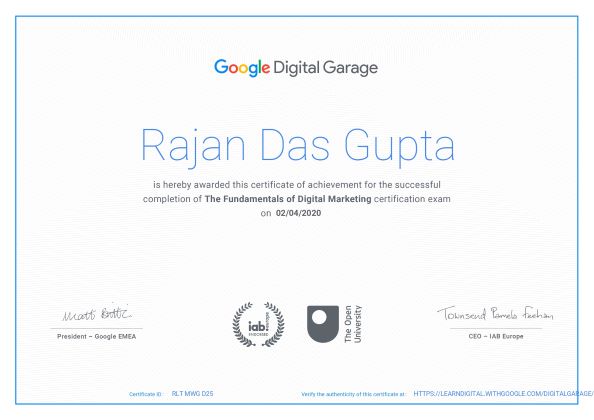 Google Digital Garage
Rajan Das Gupta
is hereby awarded this certificate of achievement for the successful
completion of The Fundamentals of Digital Marketing certification exam
on 02/04/2020
Townsend Pamela Feehan
President – Google EMEA
iab:
ENDORSED
europe
The Open
University
CEO – IAB Europe
Certificate ID: RLT MWG D25
Verify the authenticity of this certificate at: HTTPS://LEARNDIGITAL.WITHGOOGLE.COM/DIGITALGARAGE/